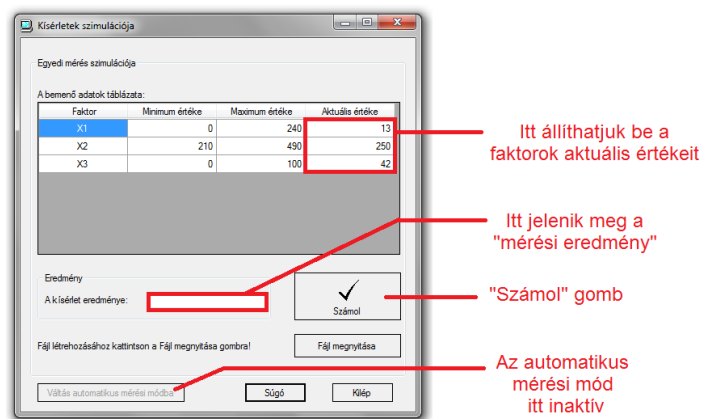 Kísérletek szimulációja
Egyedi mérés szimulációja
A bemenő adatok táblázata:
Faktor Minimum értéke Maximum értéke Aktuális értéke
X1 0 240 13
X2 210 490 250
X3 0 100 42
Itt állíthatjuk be a
faktorok aktuális értékeit
Itt jelenik meg a
"mérési eredmény"
Eredmény
A kísérlet eredménye:
Számol
"Számol" gomb
Fájl létrehozásához kattintson a Fájl megnyitása gombra!
Fájl megnyitása
Váltás automatikus mérési módba
Súgó
Kilép
Az automatikus
mérési mód
itt inaktív